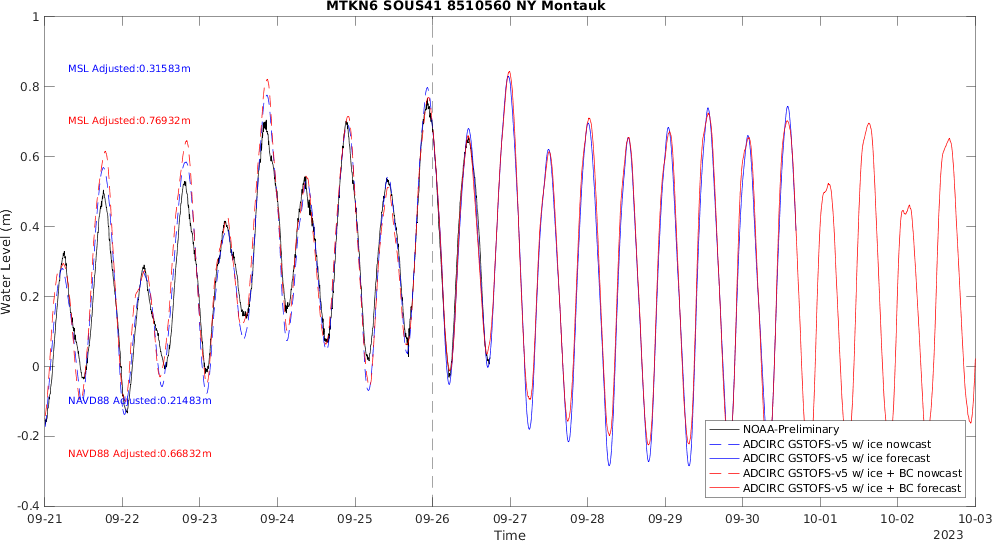 MTKN6 SOUS41 8510560 NY Montauk
1
0.8
0.6
0.4
0.2
0
-0.2
-0.4
Water Level (m)
MSL Adjusted:0.31583m
MSL Adjusted:0.76932m
NAVD88 Adjusted:0.21483m
NAVD88 Adjusted:0.66832m
NOAA-Preliminary
ADCIRC GSTOFS-v5 w/ ice nowcast
ADCIRC GSTOFS-v5 w/ ice forecast
ADCIRC GSTOFS-v5 w/ ice + BC nowcast
ADCIRC GSTOFS-v5 w/ ice + BC forecast
09-21 09-22 09-23 09-24 09-25 09-26 09-27 09-28 09-29 09-30 10-01 10-02 10-03
Time
2023